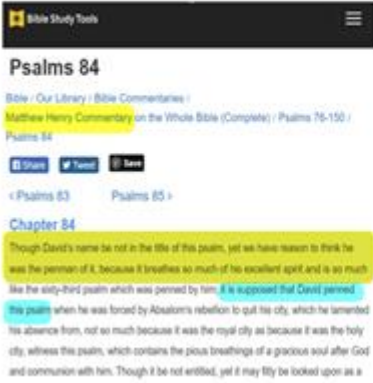 Bible Study Tools
Psalms 84
Bible / Our Library / Bible Commentaries /
Matthew Henry Commentary on the Whole Bible (Complete) / Psalms 76-150 /
Psalms 84
Share Tweet Save
< Psalms 83 Psalms 85 >
Chapter 84
Though David's name be not in the title of this psalm, yet we have reason to think he
was the penman of it, because it breathes so much of his excellent spirit and is so much
like the sixty-third psalm which was penned by him; it is supposed that David penned
this psalm when he was forced by Absalom's rebellion to quit his city, which he lamented
his absence from, not so much because it was the royal city as because it was the holy
city, witness this psalm, which contains the pious breathings of a gracious soul after God
and communion with him. Though it be not entitled, yet it may fitly be looked upon as a